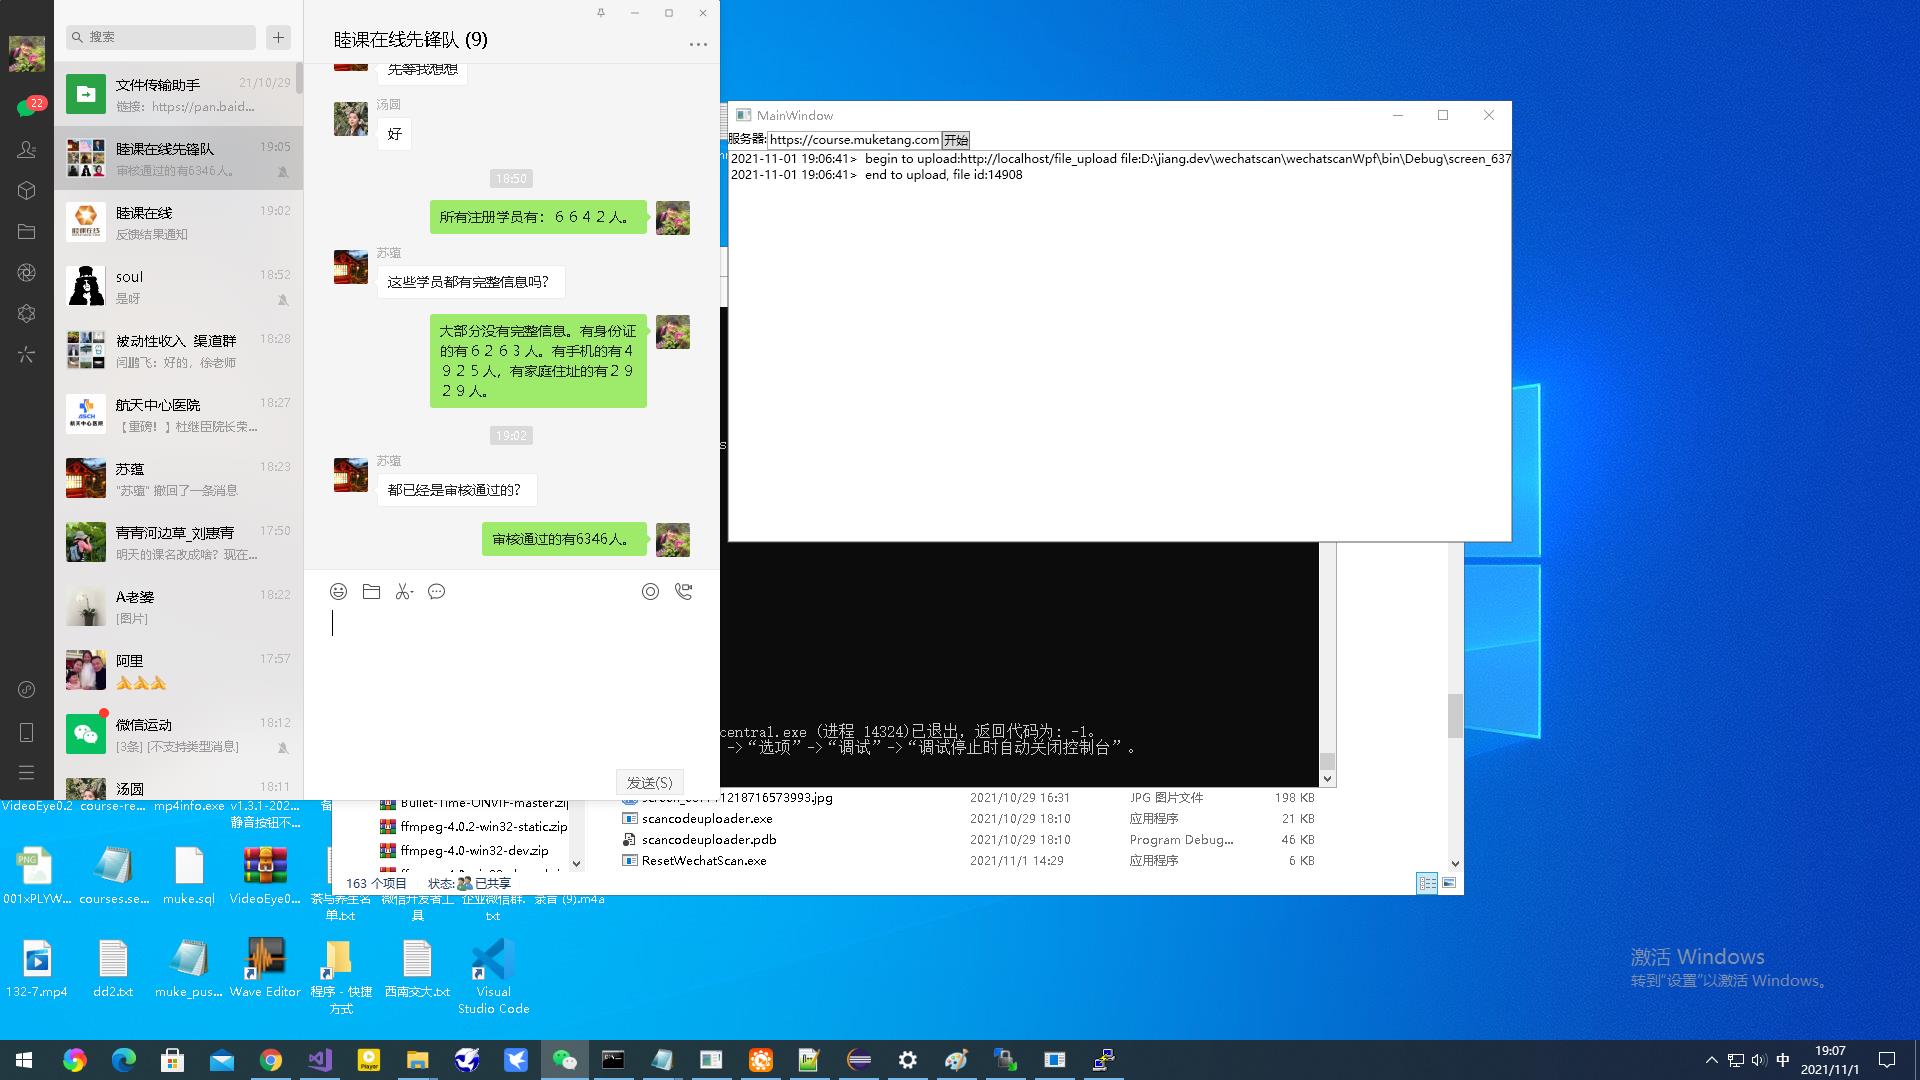 搜索
文件传输助手
21/10/29
链接：https://pan.baid...
睦课在线先锋队
19:05
审核通过的有6346人。
睦课在线
19:02
反馈结果通知
soul
18:52
是呀
被动性收入 渠道群
18:28
闫鹏飞：好的，徐老师
航天中心医院
18:27
【重磅！】杜继臣院长荣...
苏蕴
18:23
"苏蕴" 撤回了一条消息
青青河边草_刘惠青
17:50
明天的课名改成啥？现在...
A老婆
18:22
[图片]
阿里
17:57
微信运动
18:12
[3条] [不支持类型消息]
汤圆
18:11
22
睦课在线先锋队 (9)
先等我想想
汤圆
好
18:50
所有注册学员有：６６４２人。
苏蕴
这些学员都有完整信息吗？
大部分没有完整信息。有身份证
的有６２６３人。有手机的有４
９２５人，有家庭住址的有２９
２９人。
19:02
苏蕴
都已经是审核通过的？
审核通过的有6346人。
发送(S)
MainWindow
服务器:
https://course.muketang.com
开始
2021-11-01 19:06:41> begin to upload:http://localhost/file_upload file:D:\jiang.dev\wechatscan\wechatscanWpf\bin\Debug\screen_637
2021-11-01 19:06:41> end to upload, file id:14908
central.exe (进程 14324)已退出，返回代码为: -1。
->“选项”->“调试”->“调试停止时自动关闭控制台”。
Bullet-Time-ONVIF-master.zip
ffmpeg-4.0.2-win32-static.zip
ffmpeg-4.0-win32-dev.zip
1218716573993.jpg
2021/10/29 16:31
JPG 图片文件
198 KB
scancodeuploader.exe
2021/10/29 18:10
应用程序
21 KB
scancodeuploader.pdb
2021/10/29 18:10
Program Debug...
46 KB
ResetWechatScan.exe
2021/11/1 14:29
应用程序
6 KB
163 个项目
状态:
已共享
VideoEye0.2
course-re...
mp4info.exe
v1.3.1-202...
静音按钮不...
001xPLYW...
courses.se...
muke.sql
VideoEye0...
茶与养生名
单.txt
微信开发者工
具
企业微信群.
txt
录音 (9).m4a
132-7.mp4
dd2.txt
muke_pus...
Wave Editor
程序 - 快捷
方式
西南交大.txt
Visual
Studio Code
激活 Windows
转到“设置”以激活 Windows。
中
19:07
2021/11/1